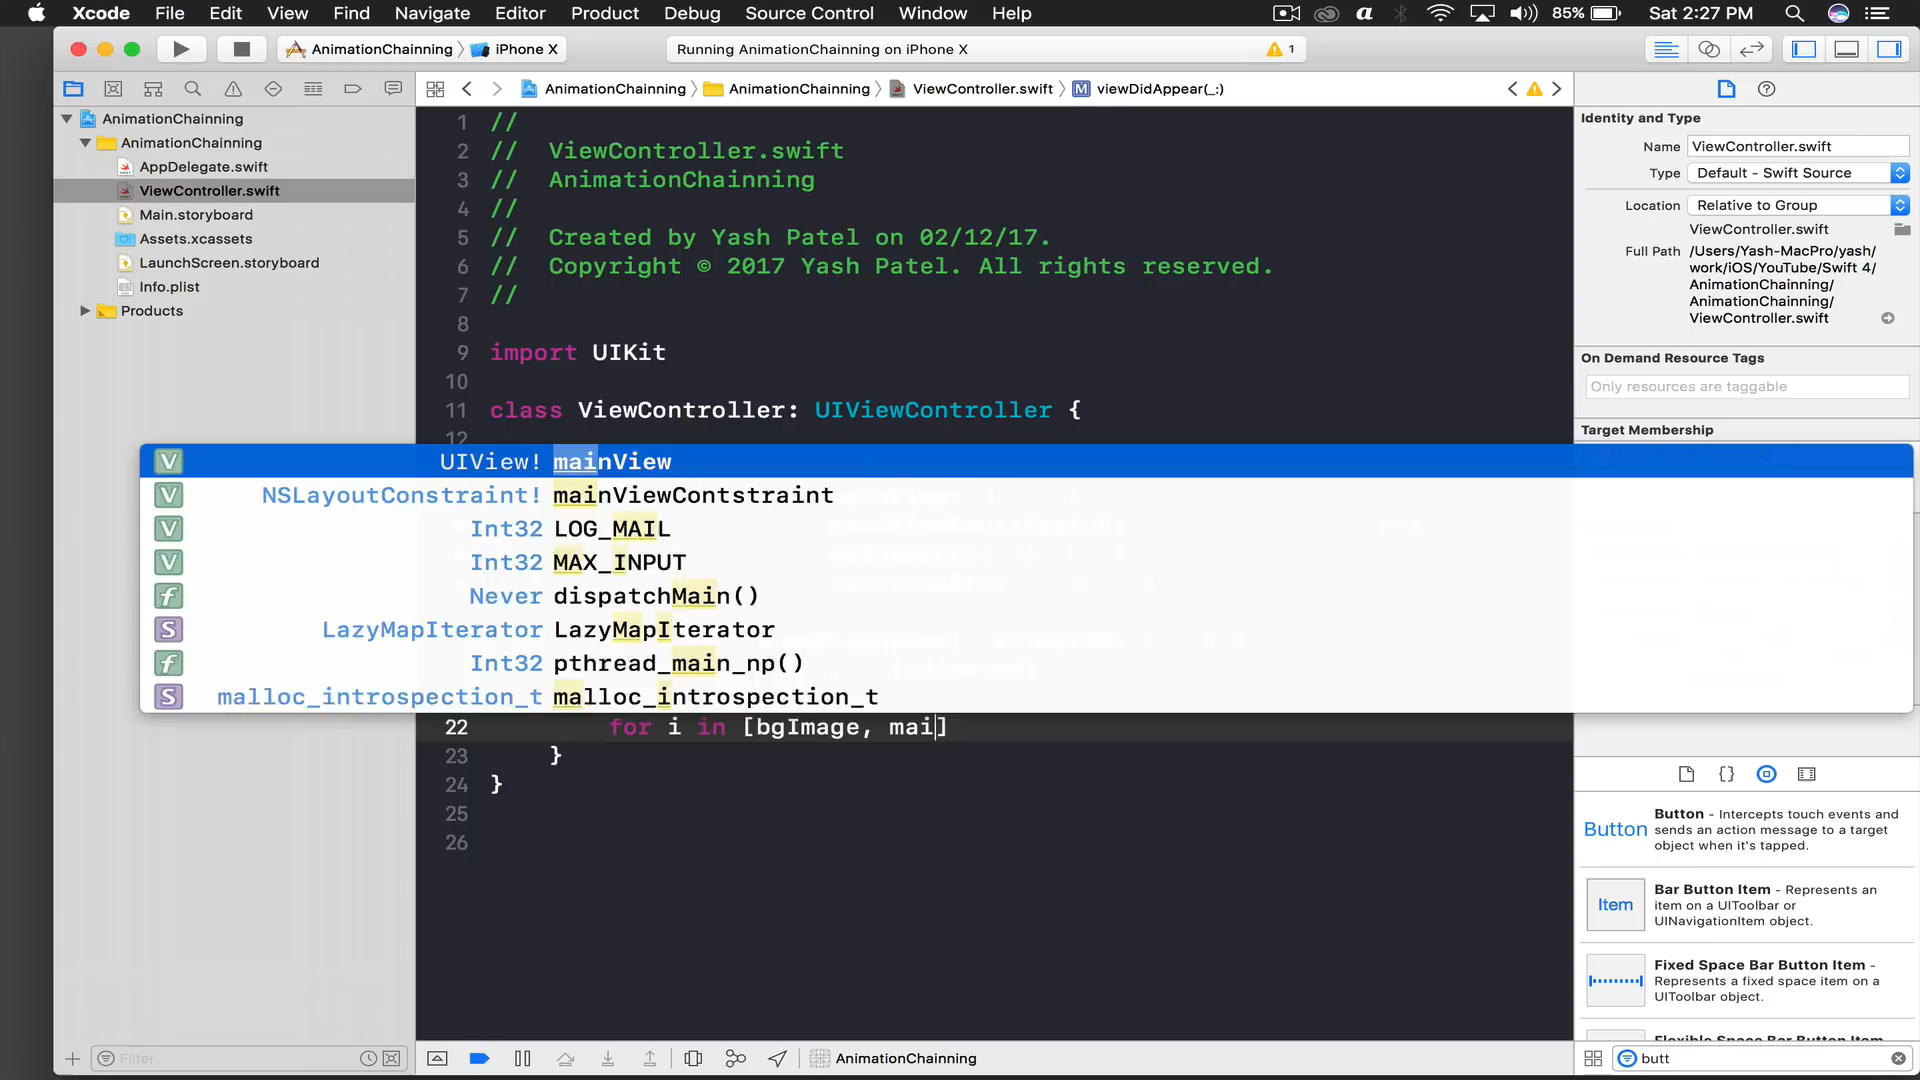 Xcode File Edit View Find Navigate Editor Product Debug Source Control Window Help 85% Sat 2:27 PM
AnimationChainning iPhone X Running AnimationChainning on iPhone X 1
AnimationChainning AnimationChainning ViewController.swift M viewDidAppear(_:)
AnimationChainning
AnimationChainning
AppDelegate.swift
ViewController.swift
Main.storyboard
Assets.xcassets
LaunchScreen.storyboard
Info.plist
Products
Filter
1 //
2 // ViewController.swift
3 // AnimationChainning
4 //
5 // Created by Yash Patel on 02/12/17.
6 // Copyright © 2017 Yash Patel. All rights reserved.
7 //
8
9 import UIKit
10
11 class ViewController: UIViewController {
12
V UIView! mainView
V NSLayoutConstraint! mainViewContstraint
V Int32 LOG_MAIL
V Int32 MAX_INPUT
f Never dispatchMain()
S LazyMapIterator LazyMapIterator
f Int32 pthread_main_np()
S malloc_introspection_t malloc_introspection_t
22 for i in [bgImage, mai]
23 }
24 }
25
26
AnimationChainning
Identity and Type
Name ViewController.swift
Type Default - Swift Source
Location Relative to Group
ViewController.swift
Full Path /Users/Yash-MacPro/yash/
work/iOS/YouTube/Swift 4/
AnimationChainning/
AnimationChainning/
ViewController.swift
On Demand Resource Tags
Only resources are taggable
Target Membership
{}
Button
Button - Intercepts touch events and
sends an action message to a target
object when it's tapped.
Item
Bar Button Item - Represents an
item on a UIToolbar or
UINavigationItem object.
Fixed Space Bar Button Item -
Represents a fixed space item on a
UIToolbar object.
Flexible Space Bar Button Item -
butt